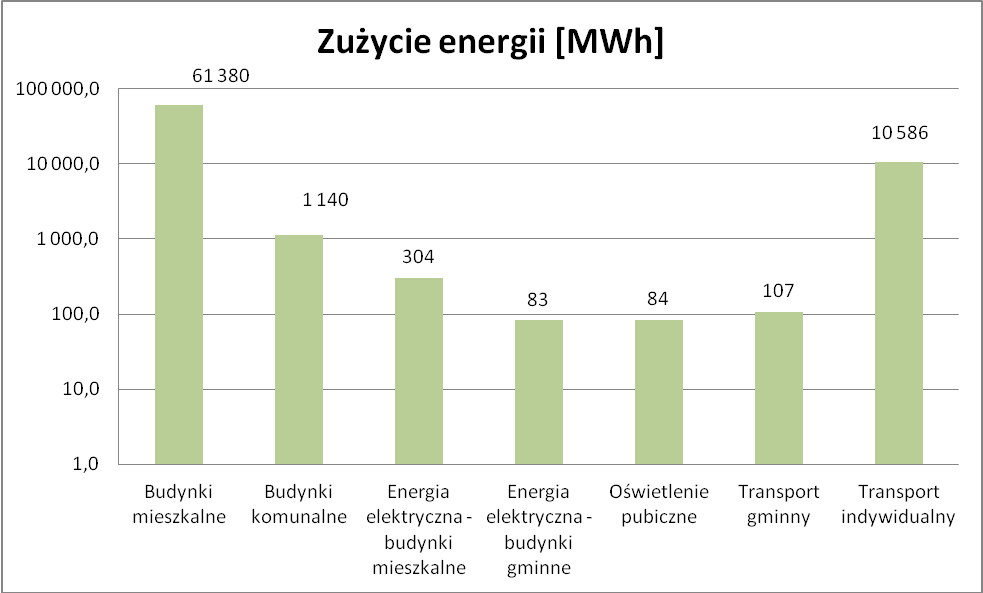 Zużycie energii [MWh]
100 000,0
10 000,0
1 000,0
100,0
10,0
1,0
61 380
1 140
304
83
84
107
10 586
Budynki
mieszkalne
Budynki
komunalne
Energia
elektryczna -
budynki
mieszkalne
Energia
elektryczna -
budynki
gminne
Oświetlenie
pubiczne
Transport
gminny
Transport
indywidualny